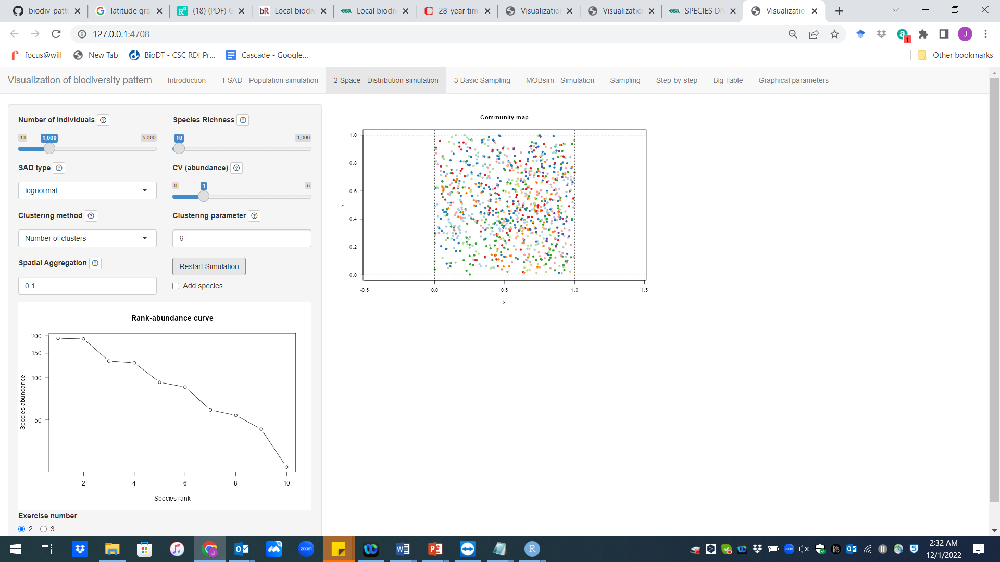 biodiv-patt
latitude gra
(18) (PDF) G
Local biodiv
Local biodiv
28-year tim
Visualizatio
Visualizatio
SPECIES DIV
Visualizatio
127.0.0.1:4708
focus@will
New Tab
BioDT - CSC RDI Pr...
Cascade - Google...
Other bookmarks
Visualization of biodiversity pattern
Introduction
1 SAD - Population simulation
2 Space - Distribution simulation
3 Basic Sampling
MOBsim - Simulation
Sampling
Step-by-step
Big Table
Graphical parameters
Number of individuals
10 1,000 5,000
Species Richness
10 1,000
SAD type
lognormal
CV (abundance)
0 1 5
Clustering method
Number of clusters
Clustering parameter
6
Spatial Aggregation
0.1
Restart Simulation
Add species
Rank-abundance curve
200
150
100
50
Species abundance
2 4 6 8 10
Species rank
Exercise number
2 3
Community map
1.0
0.8
0.6
0.4
0.2
0.0
y
-0.5 0.0 0.5 1.0 1.5
x
2:32 AM
12/1/2022